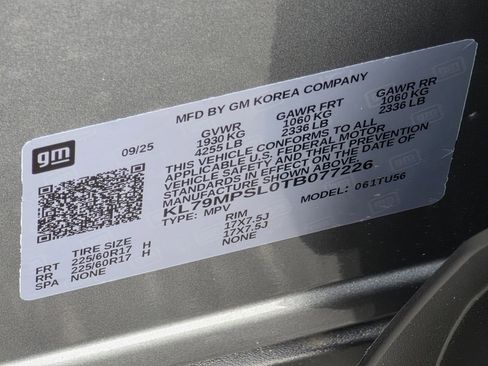 MFD BY GM KOREA COMPANY
gm
09/25
GVWR GAWR FRT GAWR RR
1930 KG 1060 KG 1060 KG
4255 LB 2336 LB 2336 LB
THIS VEHICLE CONFORMS TO ALL
APPLICABLE U.S. FEDERAL MOTOR
VEHICLE SAFETY AND THEFT PREVENTION
STANDARDS IN EFFECT ON THE DATE OF
MANUFACTURE SHOWN ABOVE.
KL79MPSL0TB077226
TYPE: MPV MODEL: 061TU56
TIRE SIZE RIM
FRT 225/60R17 H 17X7.5J
RR 225/60R17 H 17X7.5J
SPA NONE NONE